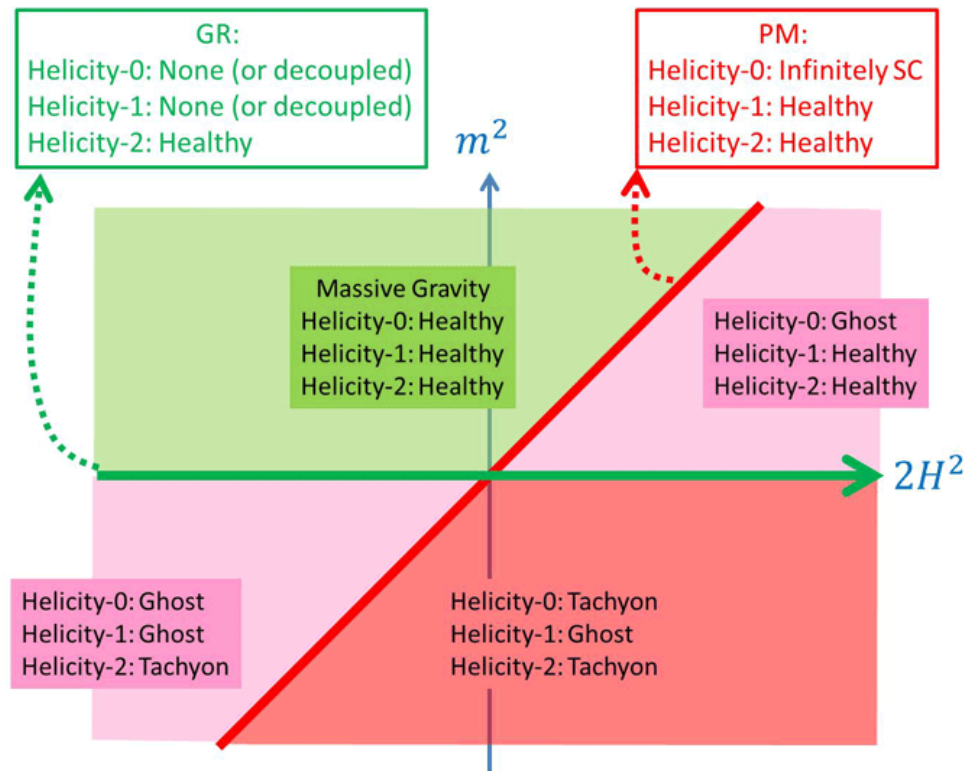 GR:
Helicity-0: None (or decoupled)
Helicity-1: None (or decoupled)
Helicity-2: Healthy
PM:
Helicity-0: Infinitely SC
Helicity-1: Healthy
Helicity-2: Healthy
m²
Massive Gravity
Helicity-0: Healthy
Helicity-1: Healthy
Helicity-2: Healthy
Helicity-0: Ghost
Helicity-1: Healthy
Helicity-2: Healthy
2H²
Helicity-0: Ghost
Helicity-1: Ghost
Helicity-2: Tachyon
Helicity-0: Tachyon
Helicity-1: Ghost
Helicity-2: Tachyon